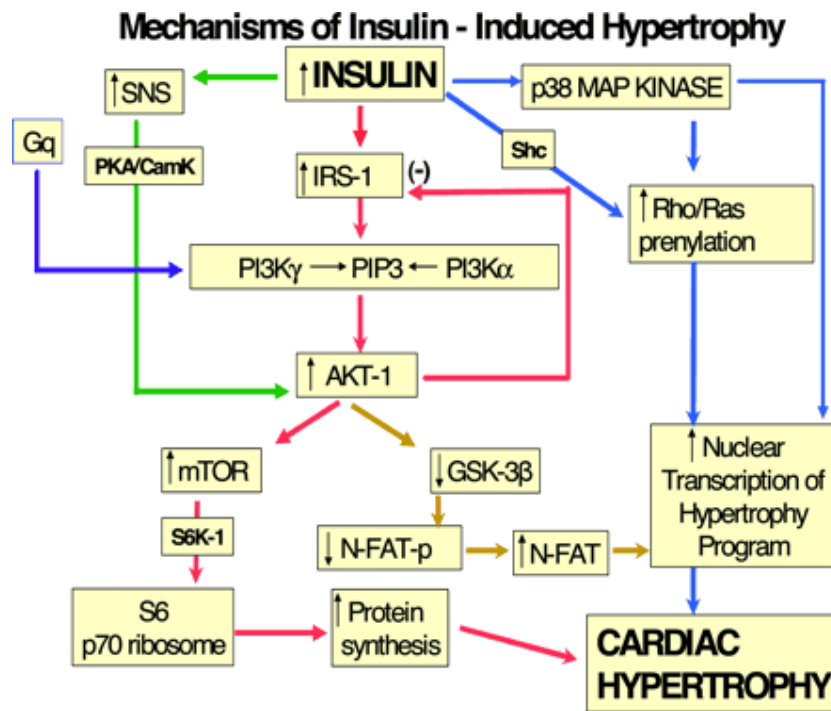 Mechanisms of Insulin - Induced Hypertrophy
↑INSULIN
↑SNS
p38 MAP KINASE
Gq
Shc
PKA/CamK
↑IRS-1
(-)
↑Rho/Ras
prenylation
PI3Kγ → PIP3 ← PI3Kα
↑ AKT-1
↑mTOR
↓GSK-3β
↑ Nuclear
Transcription of
Hypertrophy
Program
S6K-1
↓ N-FAT-p
↑N-FAT
S6
p70 ribosome
↑ Protein
synthesis
CARDIAC
HYPERTROPHY